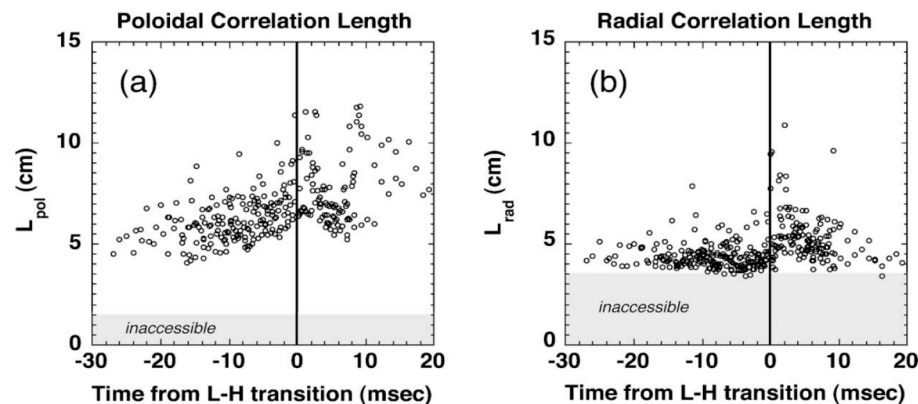 Poloidal Correlation Length
15
(a)
10
L_pol (cm)
5
inaccessible
0
-30 -20 -10 0 10 20
Time from L-H transition (msec)
Radial Correlation Length
15
(b)
10
L_rad (cm)
5
inaccessible
0
-30 -20 -10 0 10 20
Time from L-H transition (msec)